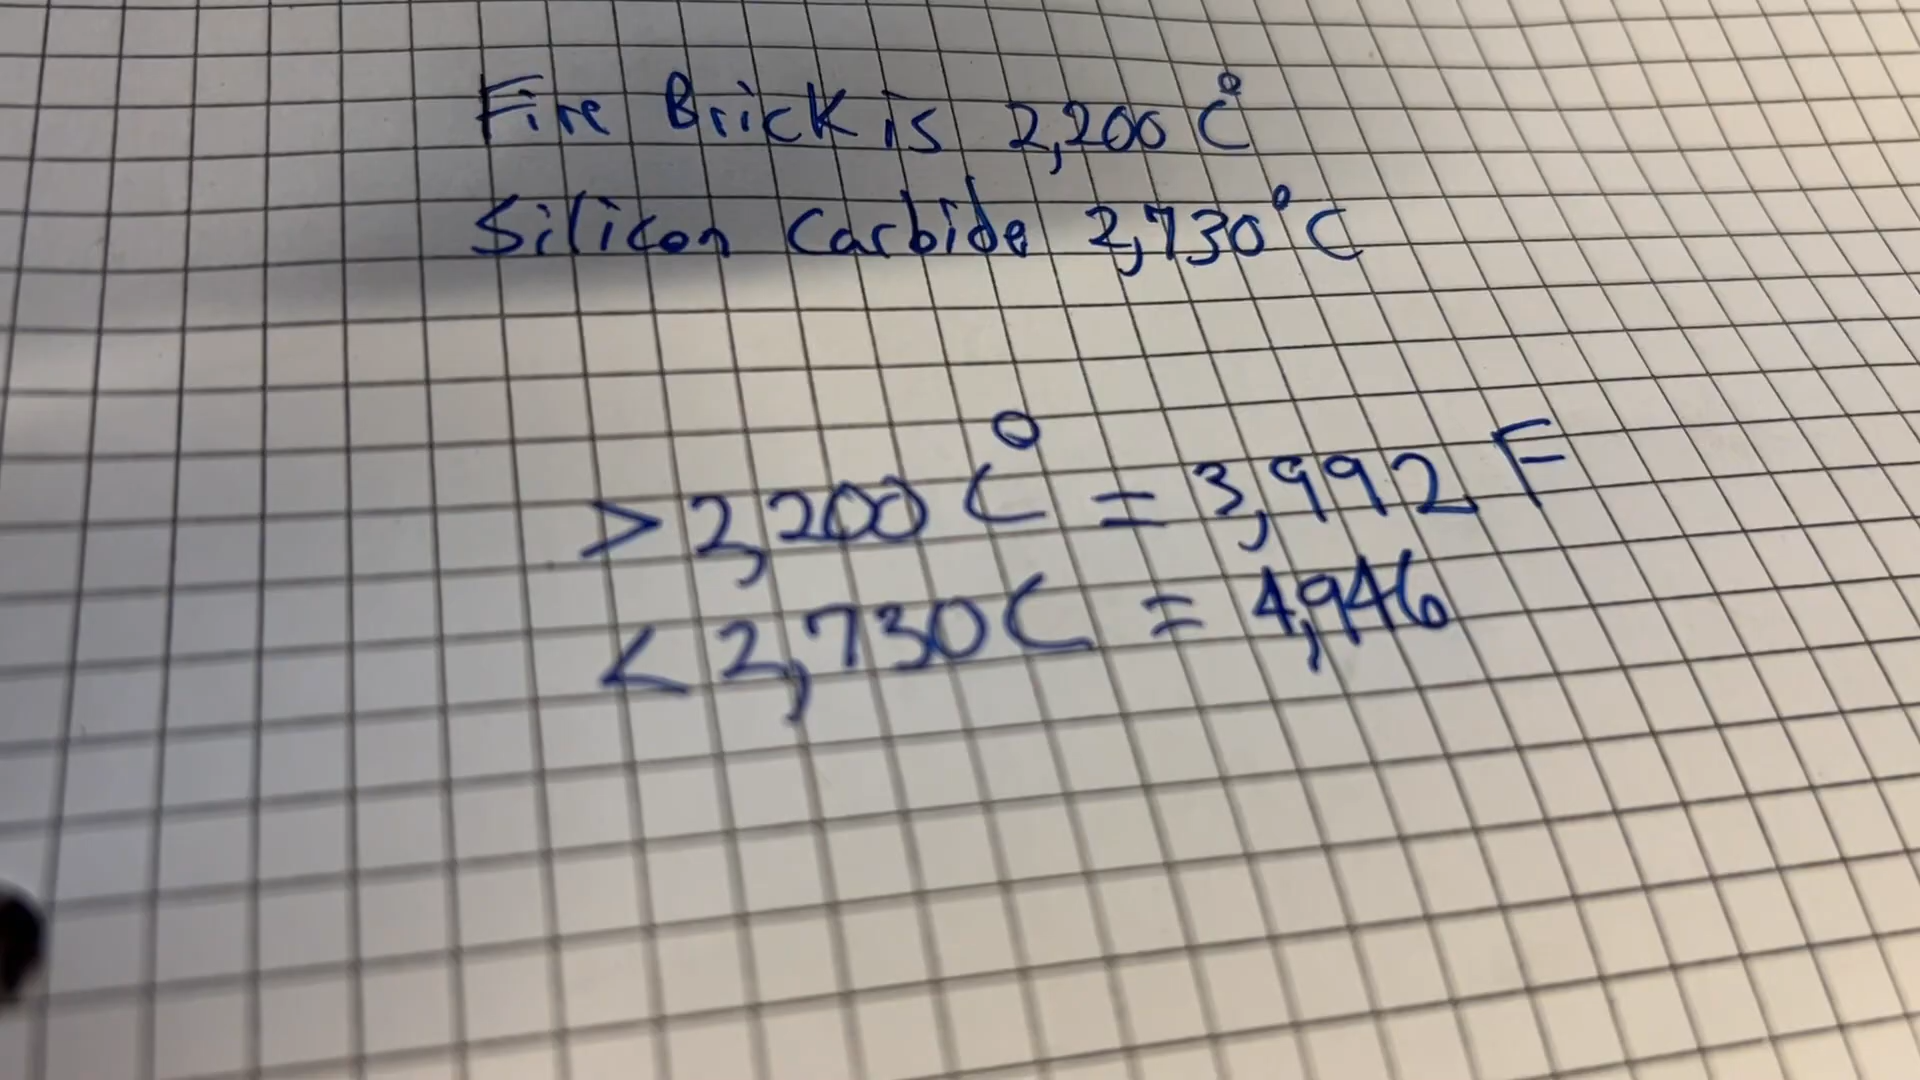 Fire Brick is 2,200 C°
Silicon Carbide 2,730°C
> 2,200 C° = 3,992 F
< 2,730 C = 4,946